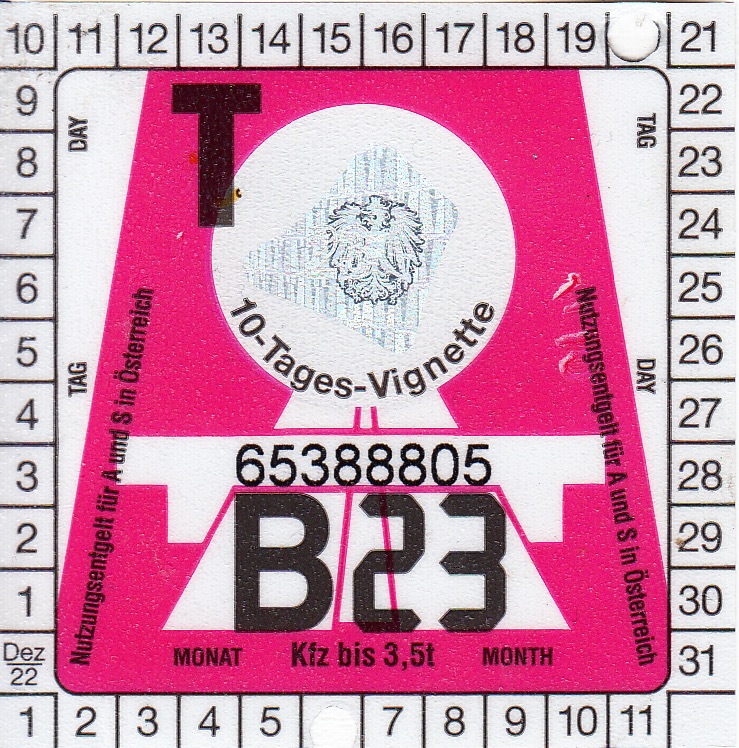 10 11 12 13 14 15 16 17 18 19 21
9 22
8 23
7 24
6 25
5 26
4 27
3 28
2 29
1 30
Dez
22
31
1 2 3 4 5 7 8 9 10 11
DAY
TAG
T
10-Tages-Vignette
TAG
DAY
Nutzungsentgelt für A und S in Österreich
Nutzungsentgelt für A und S in Österreich
65388805
B23
MONAT Kfz bis 3,5t MONTH